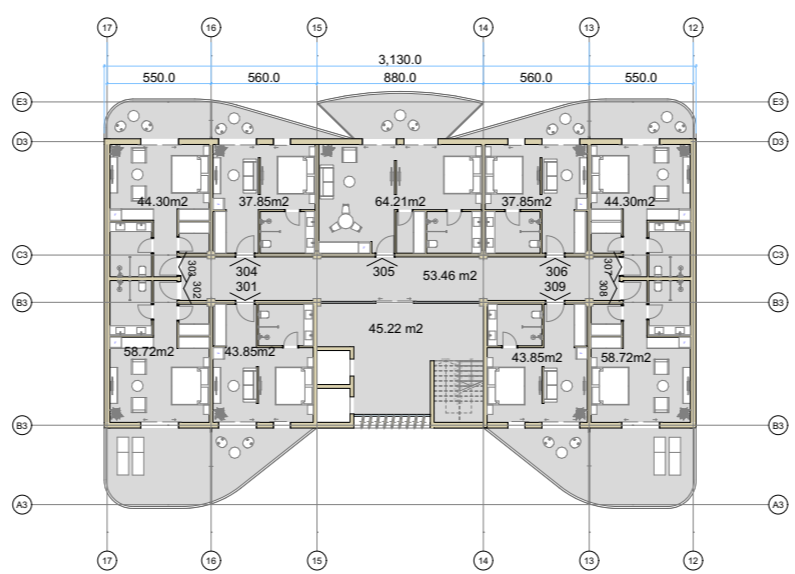 17 16 15 14 13 12
3,130.0
550.0 560.0 880.0 560.0 550.0
E3 E3
D3 D3
44.30m2 37.85m2 64.21m2 37.85m2 44.30m2
C3 C3
303 304 305 53.46 m2 306 307
302 301 309 308
B3 B3
45.22 m2
58.72m2 43.85m2 43.85m2 58.72m2
B3 B3
A3 A3
17 16 15 14 13 12